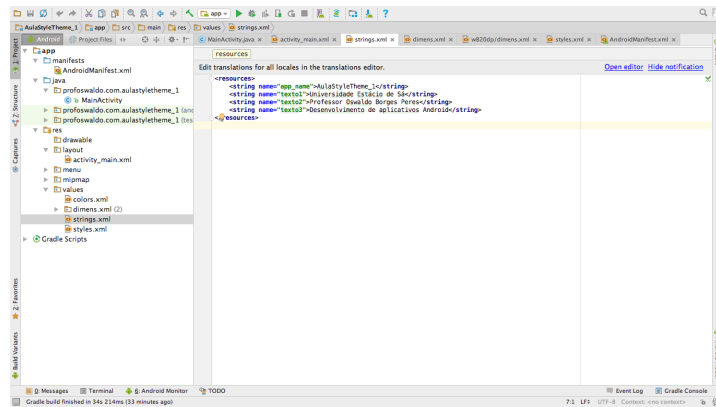 app
AulaStyleTheme_1 app src main res values strings.xml
Android Project Files
MainActivity.java activity_main.xml strings.xml dimens.xml w820dp/dimens.xml styles.xml AndroidManifest.xml
1: Project
Z: Structure
Captures
2: Favorites
Build Variants
app
manifests
AndroidManifest.xml
java
profoswaldo.com.aulastyletheme_1
MainActivity
profoswaldo.com.aulastyletheme_1 (and
profoswaldo.com.aulastyletheme_1 (tes
res
drawable
layout
activity_main.xml
menu
mipmap
values
colors.xml
dimens.xml (2)
strings.xml
styles.xml
Gradle Scripts
resources
Edit translations for all locales in the translations editor. Open editor Hide notification
<resources>
<string name="app_name">AulaStyleTheme_1</string>
<string name="texto1">Universidade Estácio de Sá</string>
<string name="texto2">Professor Oswaldo Borges Peres</string>
<string name="texto3">Desenvolvimento de aplicativos Android</string>
</resources>
0: Messages Terminal 6: Android Monitor TODO Event Log Gradle Console
Gradle build finished in 34s 214ms (33 minutes ago) 7:1 LF÷ UTF-8 Context: <no context>